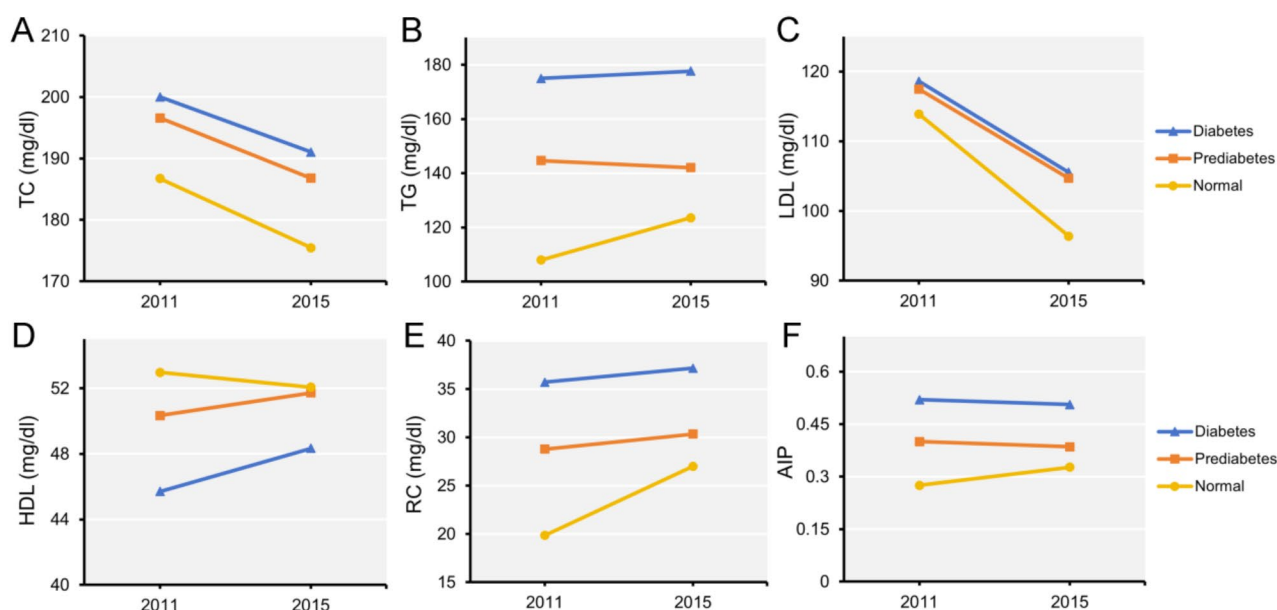 A
TC (mg/dl)
210
200
190
180
170
2011
2015
B
TG (mg/dl)
180
160
140
120
100
2011
2015
C
LDL (mg/dl)
120
110
100
90
2011
2015
Diabetes
Prediabetes
Normal
D
HDL (mg/dl)
52
48
44
40
2011
2015
E
RC (mg/dl)
40
35
30
25
20
15
2011
2015
F
AIP
0.6
0.45
0.3
0.15
0
2011
2015
Diabetes
Prediabetes
Normal